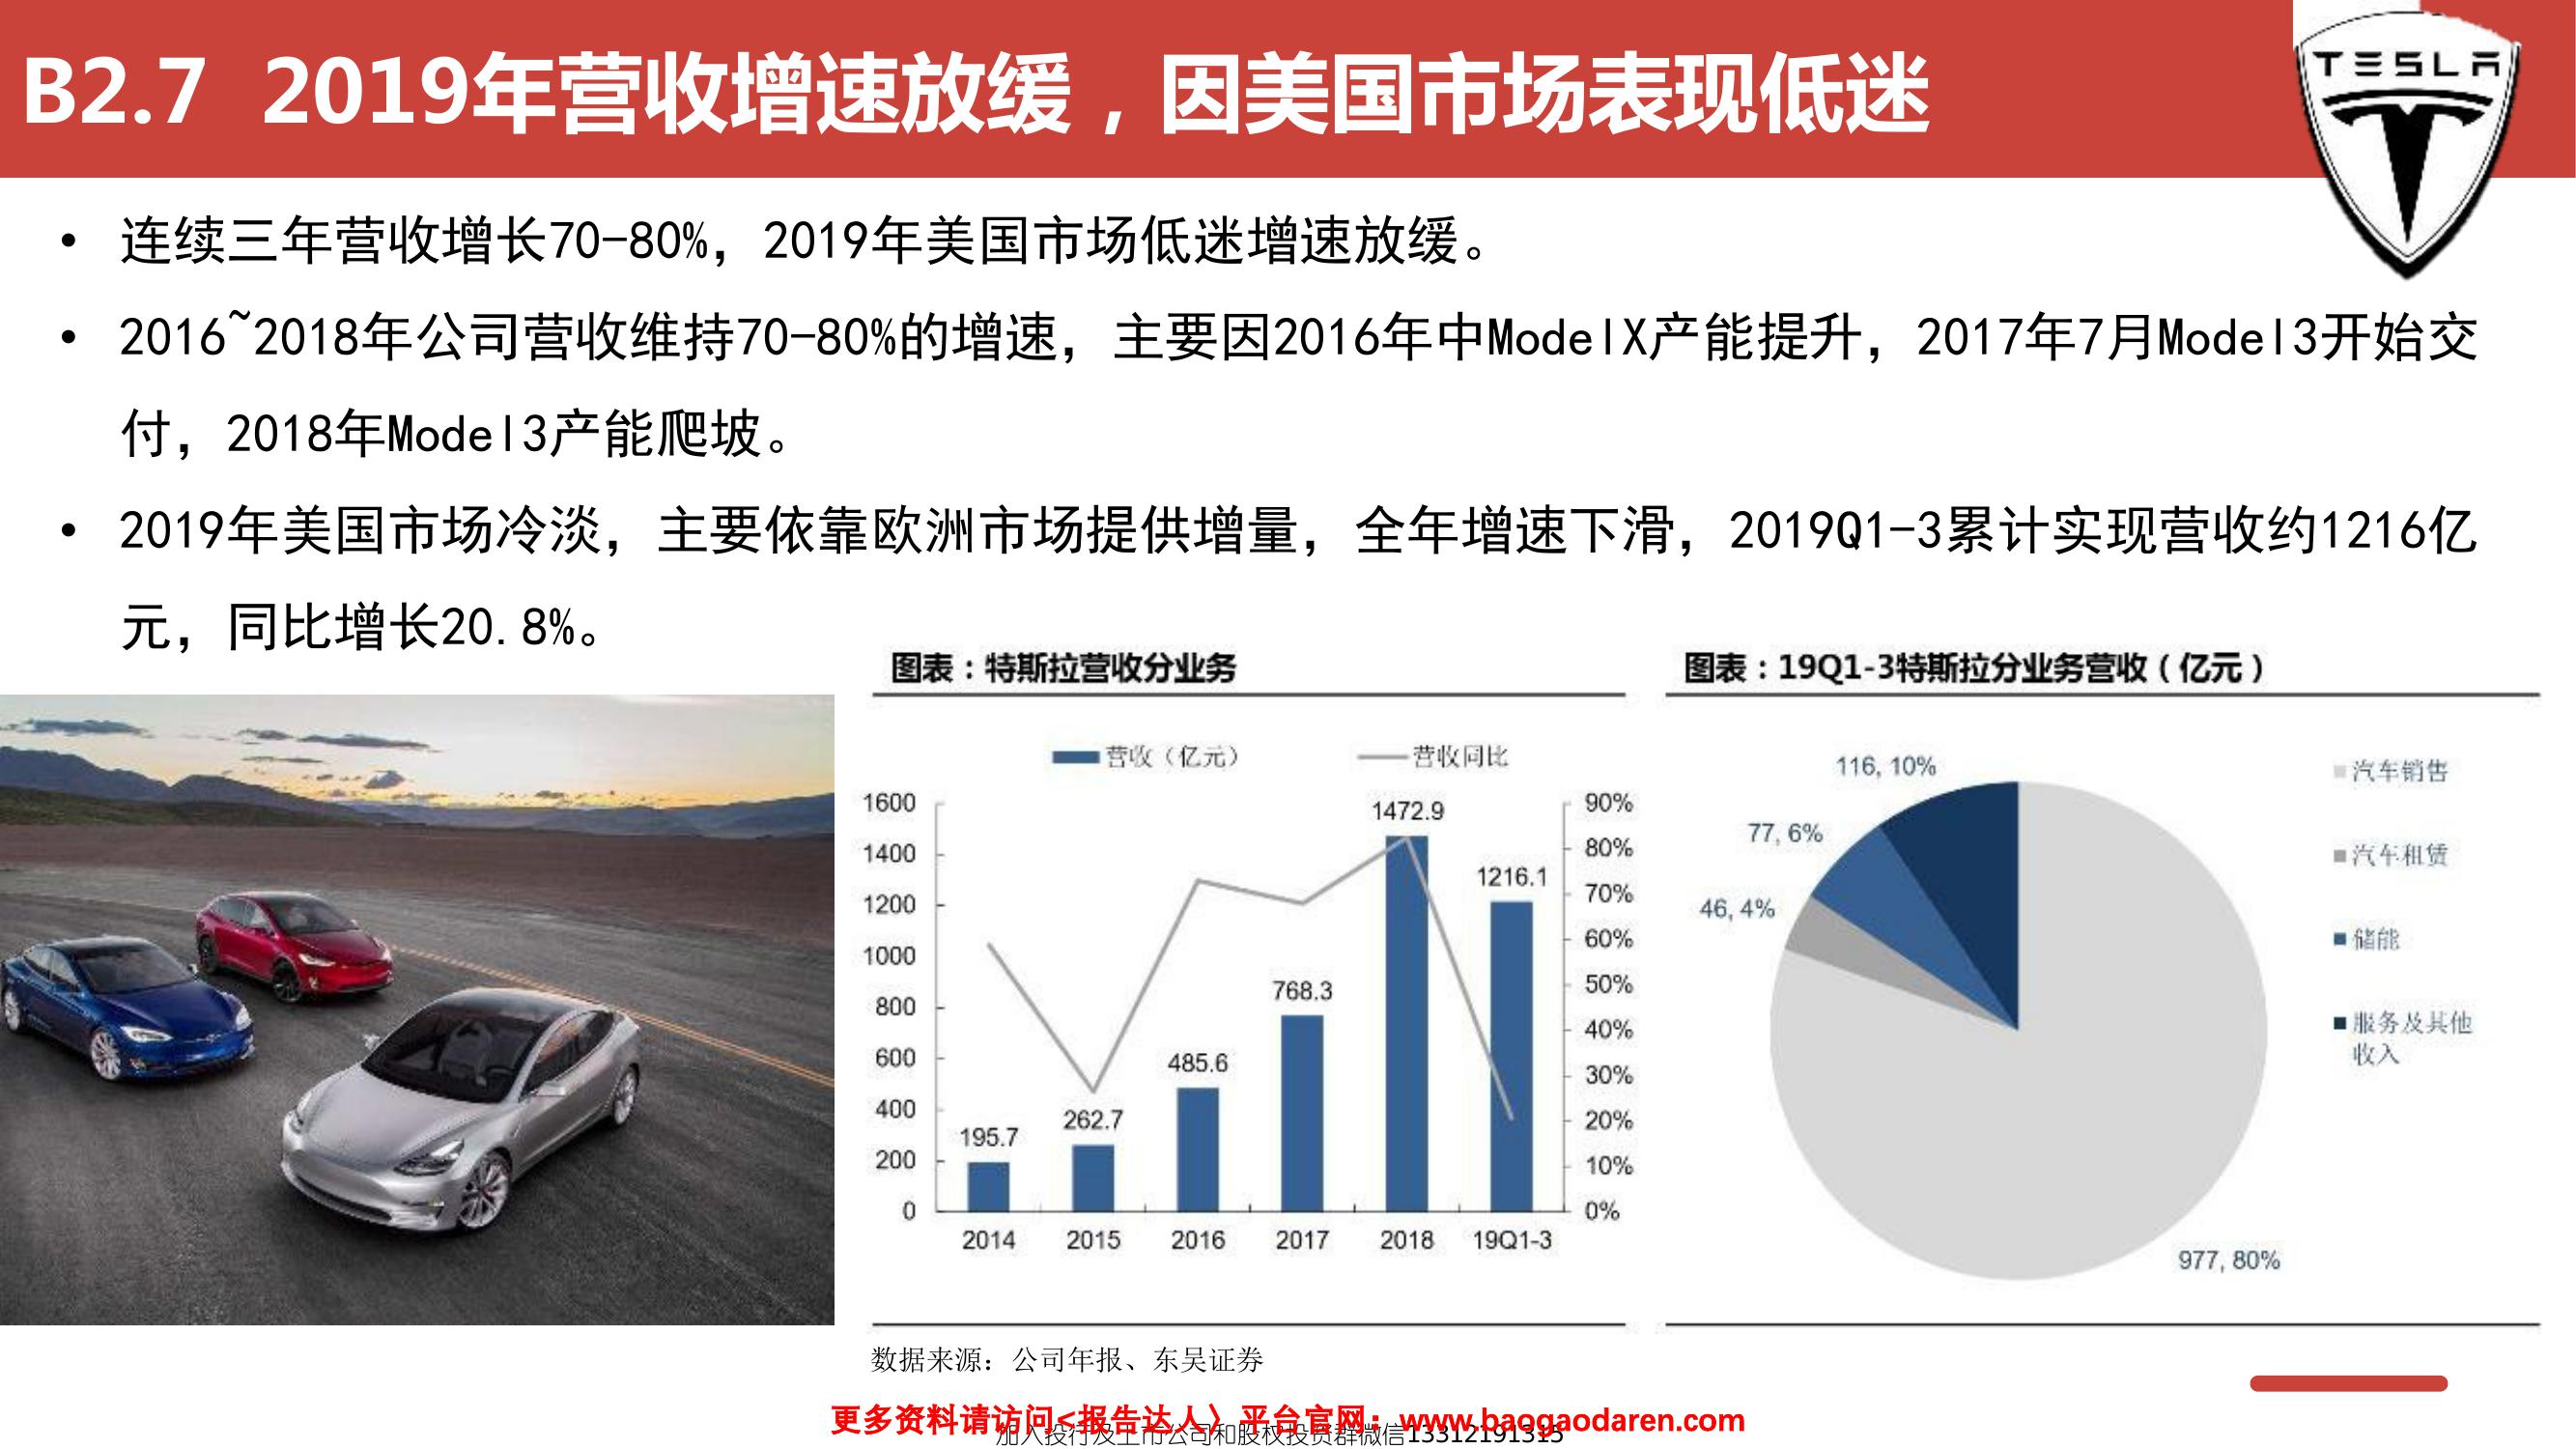 B2.7 2019年营收增速放缓，因美国市场表现低迷
TESLA
• 连续三年营收增长70-80%，2019年美国市场低迷增速放缓。
• 2016~2018年公司营收维持70-80%的增速，主要因2016年中ModelX产能提升，2017年7月Model3开始交
付，2018年Model3产能爬坡。
• 2019年美国市场冷淡，主要依靠欧洲市场提供增量，全年增速下滑，2019Q1-3累计实现营收约1216亿
元，同比增长20.8%。
图表：特斯拉营收分业务
营收（亿元）
营收同比
1600
1400
1200
1000
800
600
400
200
0
195.7
262.7
485.6
768.3
1472.9
1216.1
90%
80%
70%
60%
50%
40%
30%
20%
10%
0%
2014 2015 2016 2017 2018 19Q1-3
图表：19Q1-3特斯拉分业务营收（亿元）
116, 10%
77, 6%
46, 4%
977, 80%
汽车销售
汽车租赁
储能
服务及其他
收入
数据来源：公司年报、东吴证券
更多资料请访问<报告达人〉平台官网：www.baogaodaren.com
加入投行及上市公司和股权投资群微信13312191315